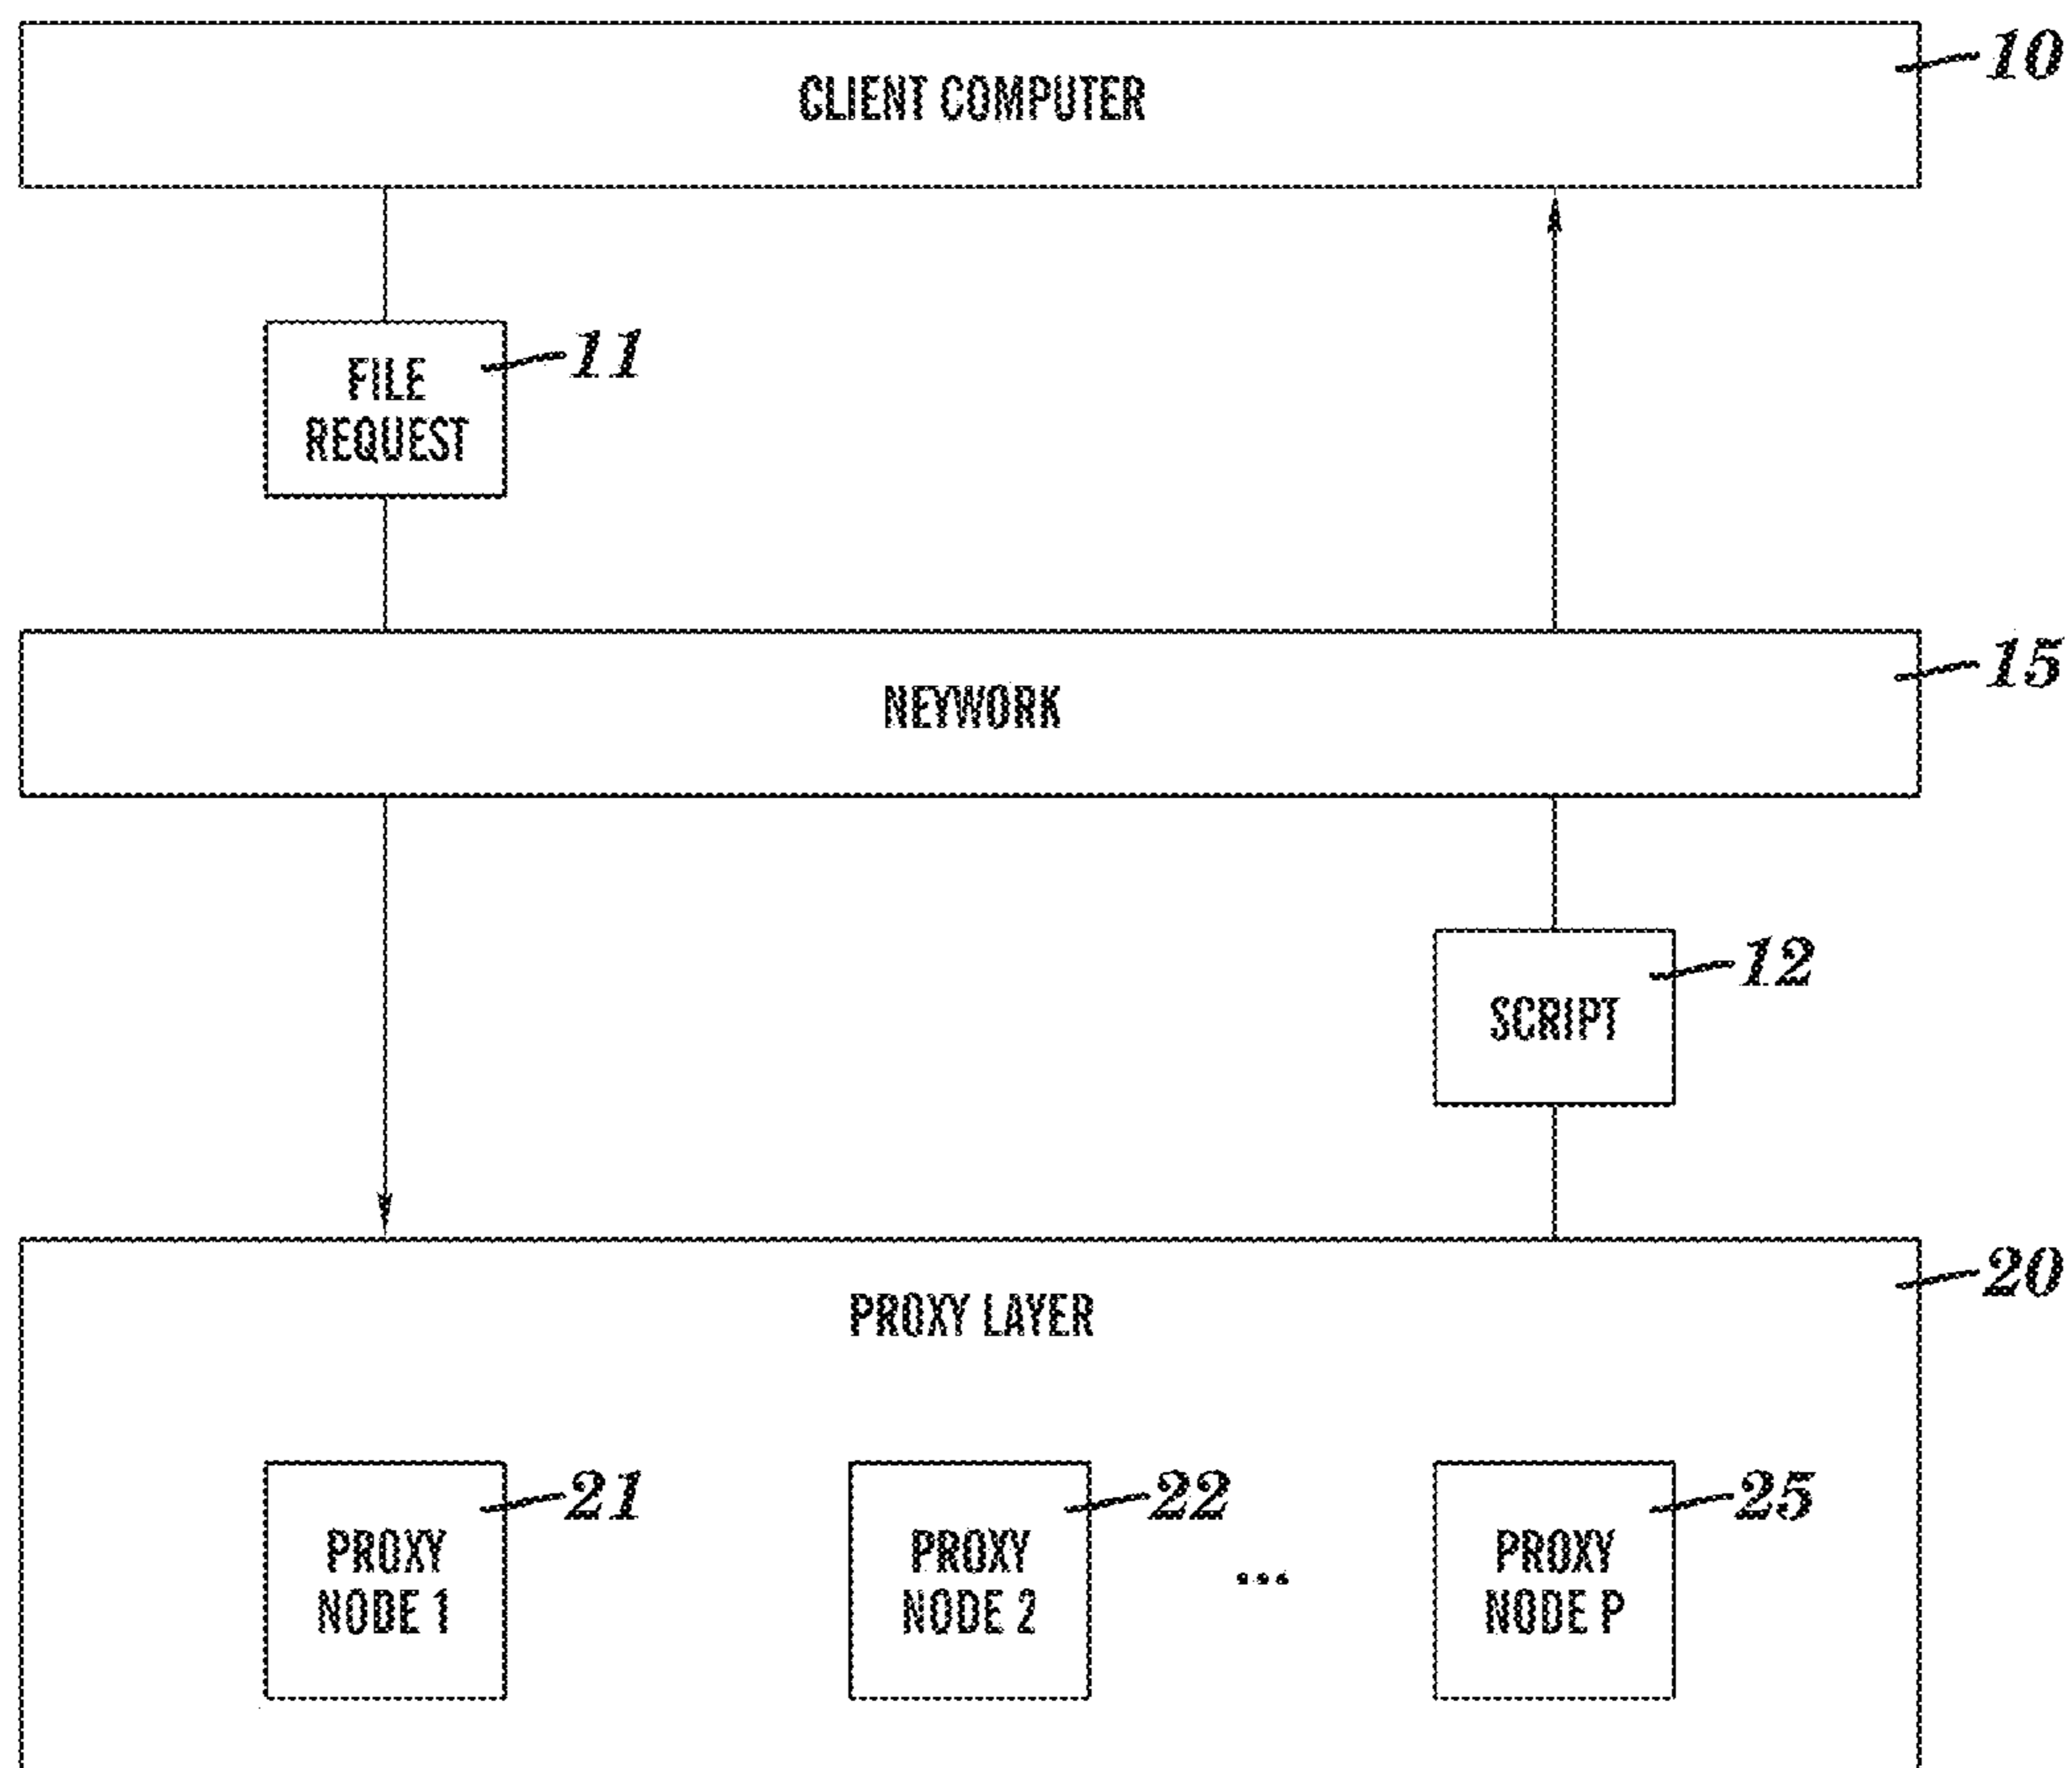 CLIENT COMPUTER
10
FILE
REQUEST
11
NEYWORK
15
SCRIPT
12
PROXY LAYER
20
PROXY
NODE 1
21
PROXY
NODE 2
22
...
PROXY
NODE P
25